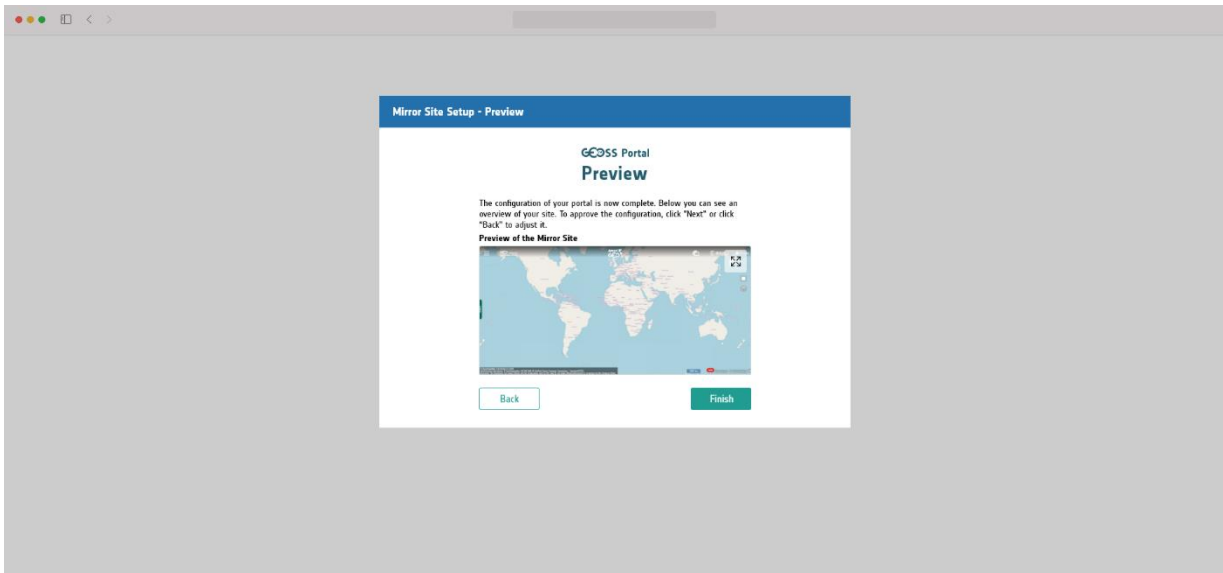 Mirror Site Setup - Preview
GEOSS Portal
Preview
The configuration of your portal is now complete. Below you can see an
overview of your site. To approve the configuration, click "Next" or click
"Back" to adjust it.
Preview of the Mirror Site
Back
Finish